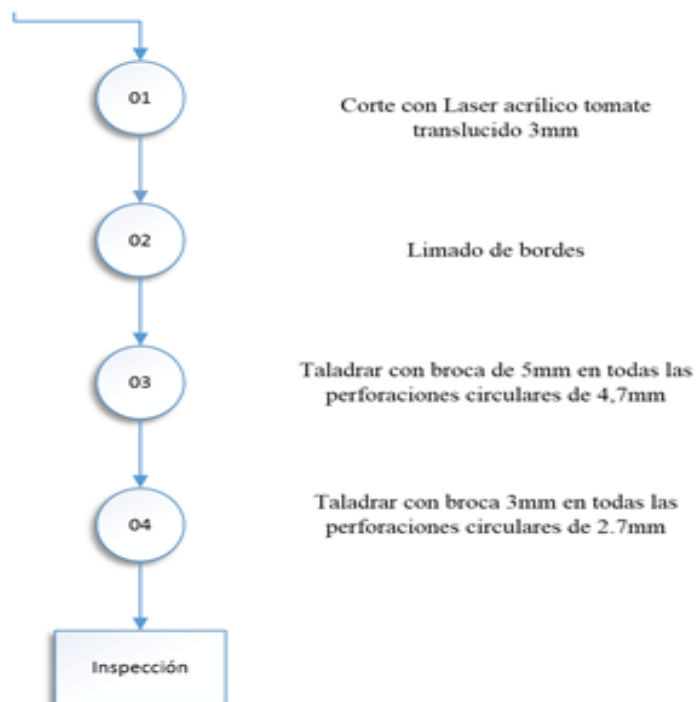 01
Corte con Laser acrílico tomate
translucido 3mm
02
Limado de bordes
03
Taladrar con broca de 5mm en todas las
perforaciones circulares de 4,7mm
04
Taladrar con broca 3mm en todas las
perforaciones circulares de 2.7mm
Inspección